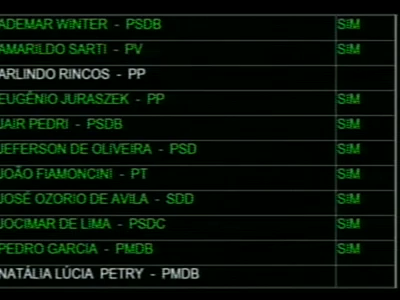 ADEMAR WINTER - PSDB SIM
AMARILDO SARTI - PV SIM
ARLINDO RINCOS - PP
EUGÊNIO JURASZEK - PP SIM
JAIR PEDRI - PSDB SIM
JEFERSON DE OLIVEIRA - PSD SIM
JOÃO FIAMONCINI - PT SIM
JOSÉ OZORIO DE AVILA - SDD SIM
JOCIMAR DE LIMA - PSDC SIM
PEDRO GARCIA - PMDB SIM
NATÁLIA LÚCIA PETRY - PMDB